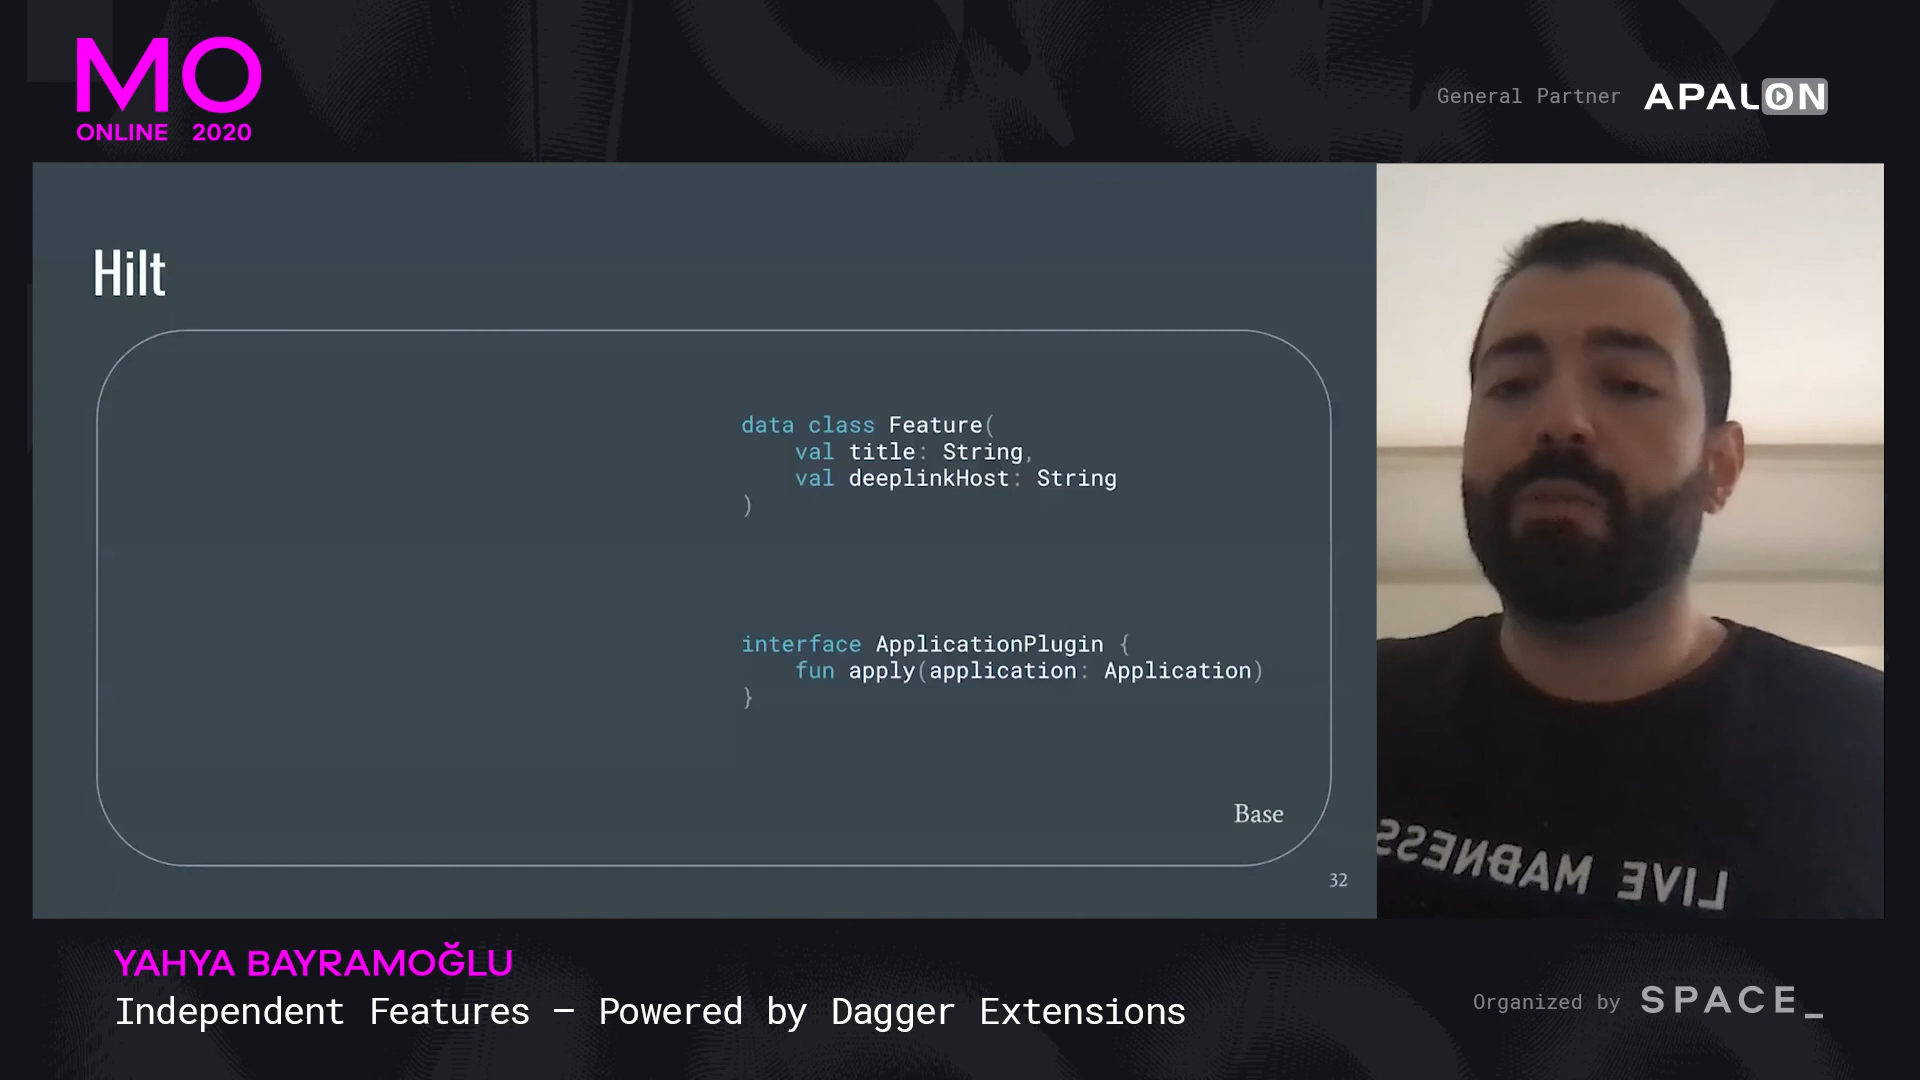 MO
ONLINE 2020
General Partner APALON
Hilt
data class Feature(
    val title: String,
    val deeplinkHost: String
)
interface ApplicationPlugin {
    fun apply(application: Application)
}
Base
32
LIVE MADNESS
YAHYA BAYRAMOĞLU
Independent Features — Powered by Dagger Extensions
Organized by SPACE_